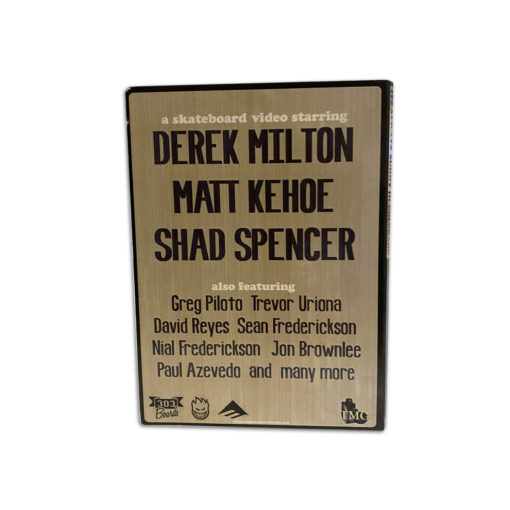 a skateboard video starring
DEREK MILTON
MATT KEHOE
SHAD SPENCER
also featuring
Greg Piloto Trevor Uriona
David Reyes Sean Frederickson
Nial Frederickson Jon Brownlee
Paul Azevedo and many more
303
Boards
TMC